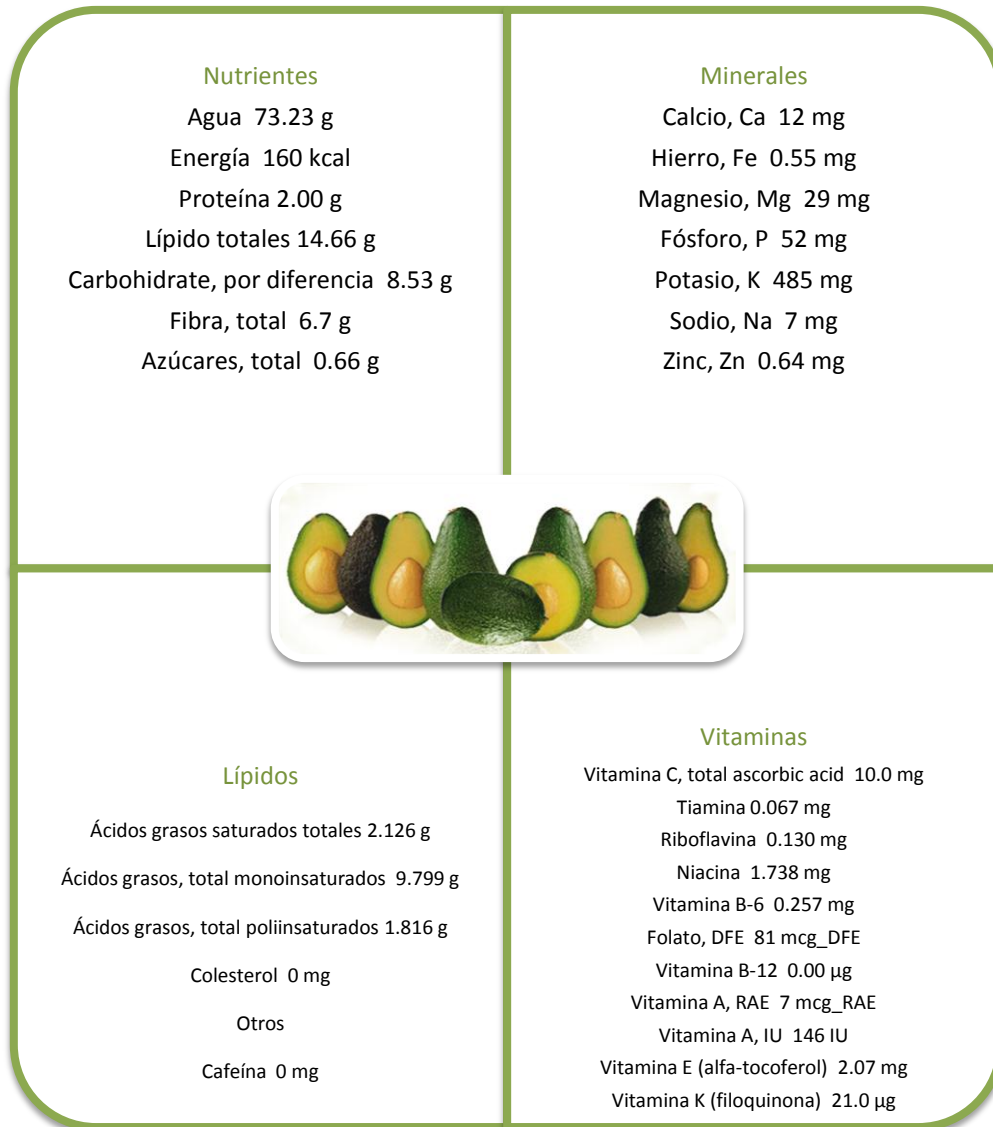 Nutrientes
Agua 73.23 g
Energía 160 kcal
Proteína 2.00 g
Lípido totales 14.66 g
Carbohidrate, por diferencia 8.53 g
Fibra, total 6.7 g
Azúcares, total 0.66 g
Minerales
Calcio, Ca 12 mg
Hierro, Fe 0.55 mg
Magnesio, Mg 29 mg
Fósforo, P 52 mg
Potasio, K 485 mg
Sodio, Na 7 mg
Zinc, Zn 0.64 mg
Lípidos
Ácidos grasos saturados totales 2.126 g
Ácidos grasos, total monoinsaturados 9.799 g
Ácidos grasos, total poliinsaturados 1.816 g
Colesterol 0 mg
Otros
Cafeína 0 mg
Vitaminas
Vitamina C, total ascorbic acid 10.0 mg
Tiamina 0.067 mg
Riboflavina 0.130 mg
Niacina 1.738 mg
Vitamina B-6 0.257 mg
Folato, DFE 81 mcg_DFE
Vitamina B-12 0.00 µg
Vitamina A, RAE 7 mcg_RAE
Vitamina A, IU 146 IU
Vitamina E (alfa-tocoferol) 2.07 mg
Vitamina K (filoquinona) 21.0 µg